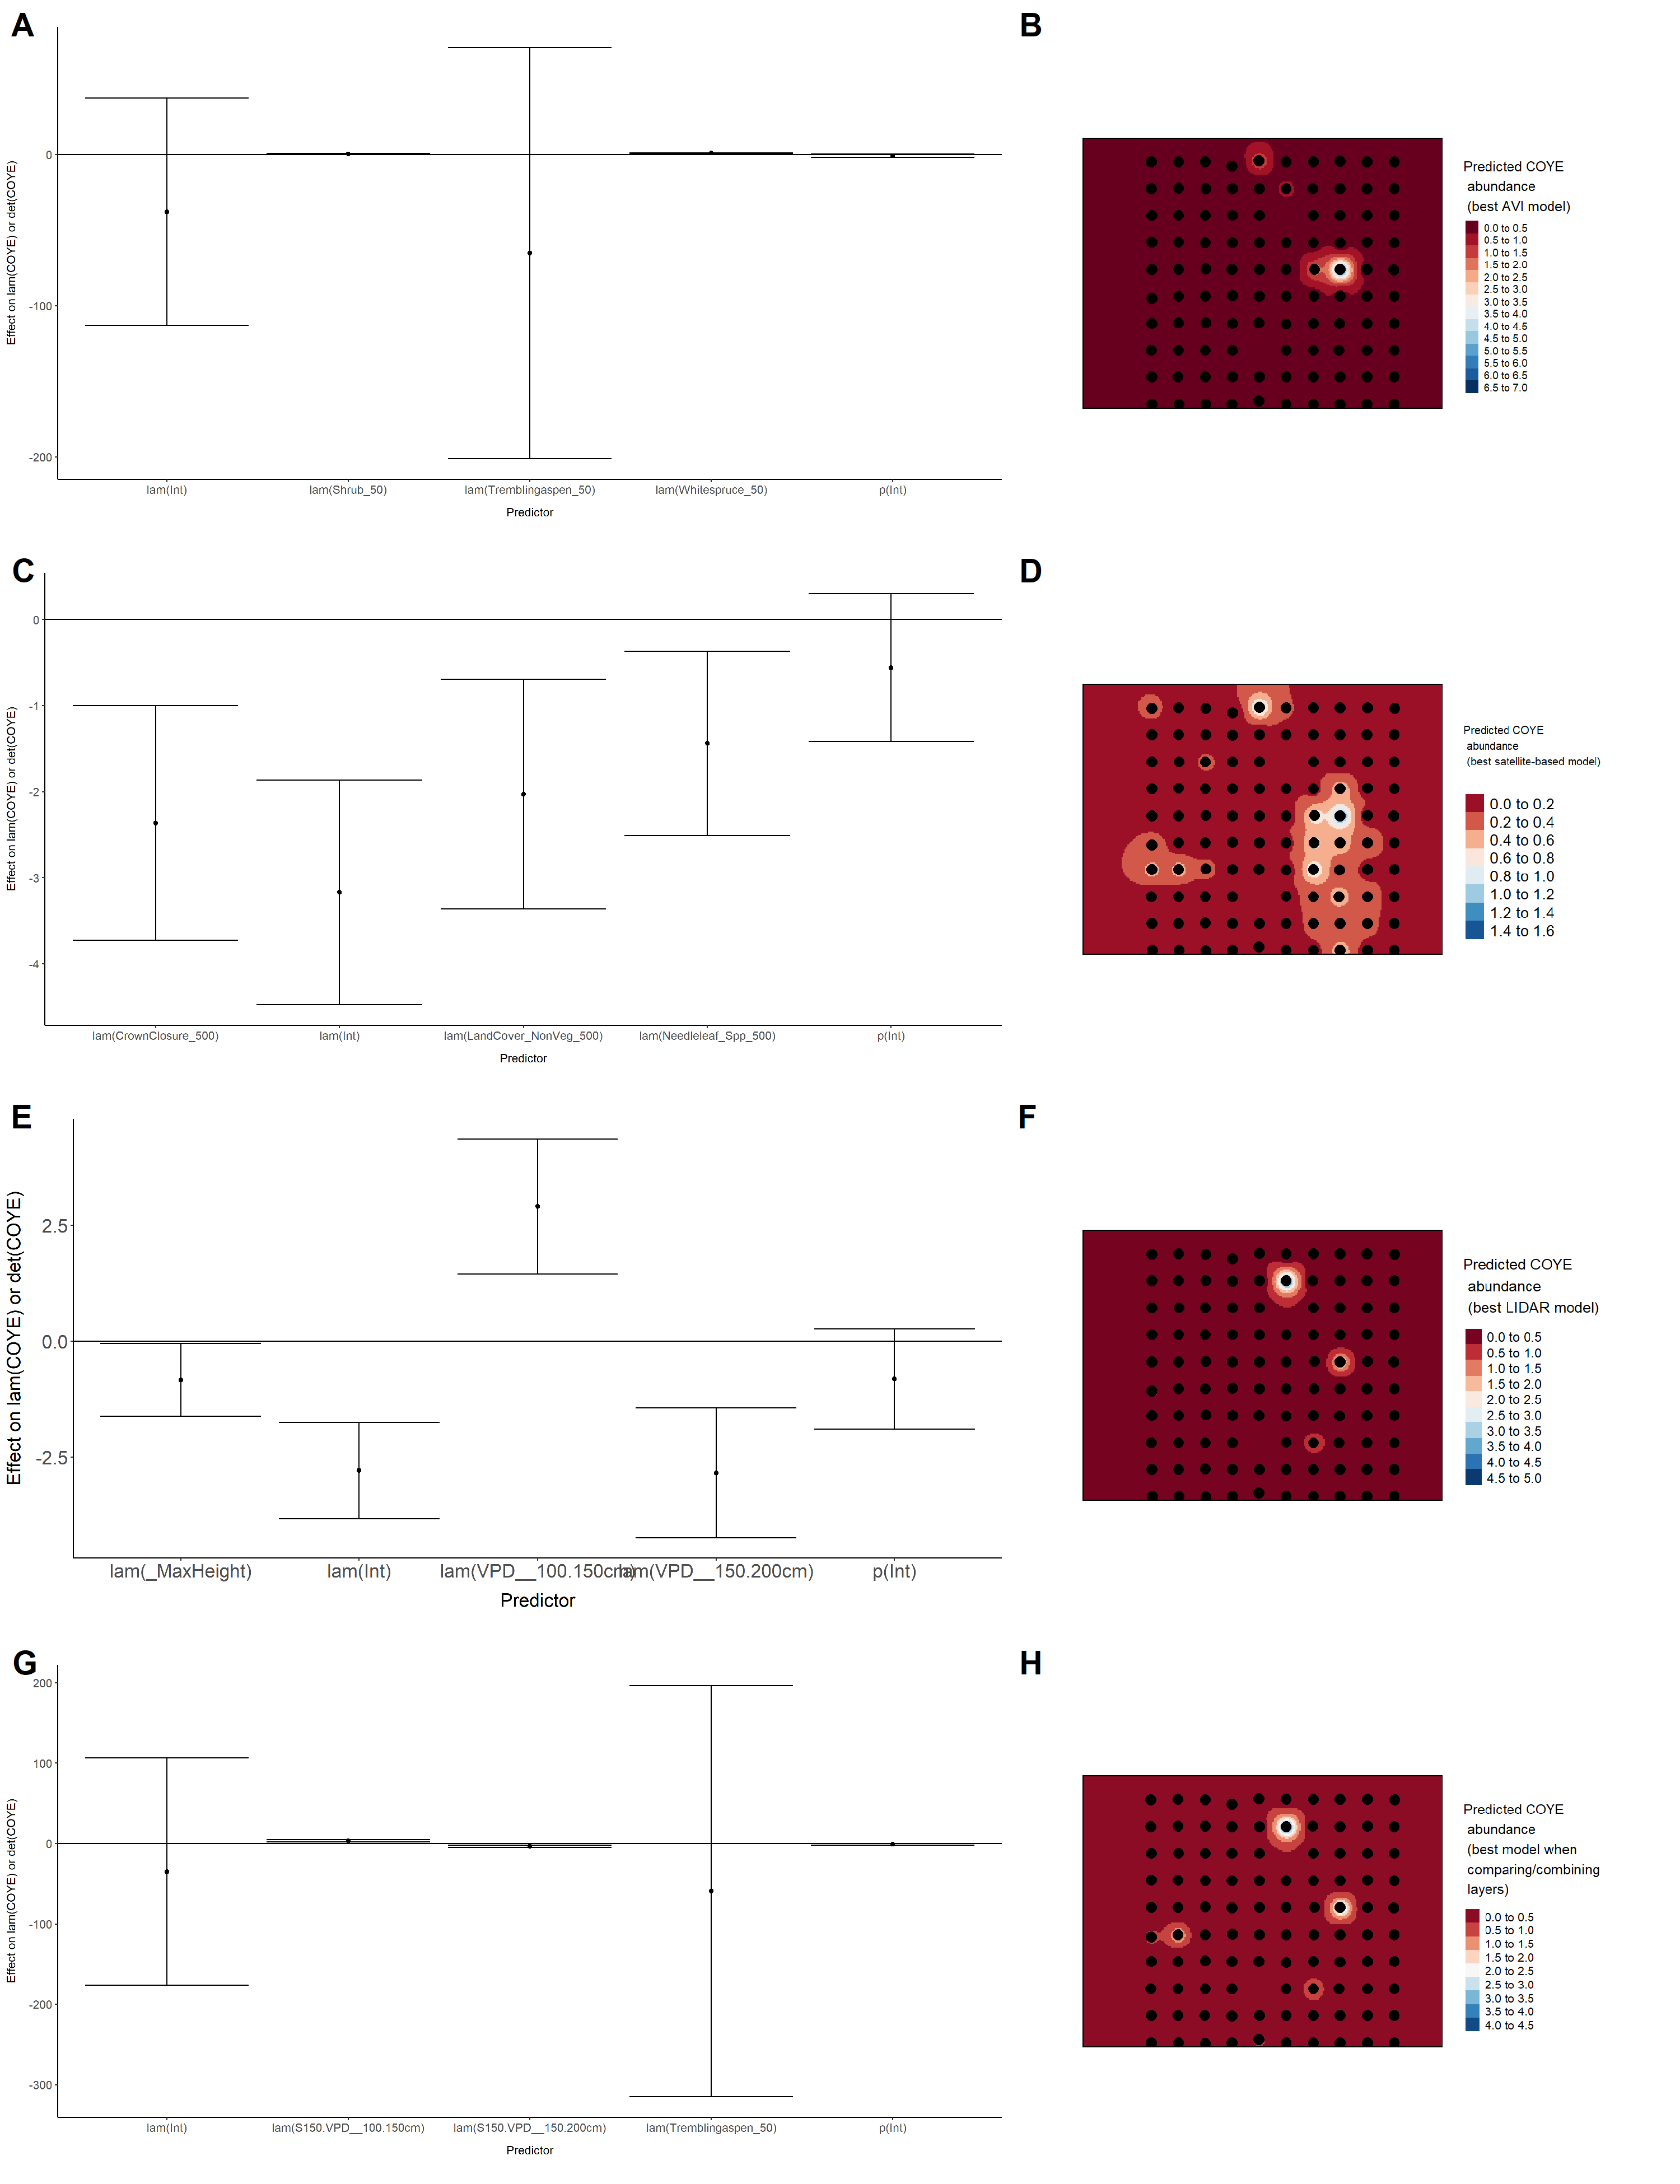 A
Effect on lam(COYE) or det(COYE)
0
-100
-200
lam(Int)
lam(Shrub_50)
lam(Tremblingaspen_50)
lam(Whitespruce_50)
p(Int)
Predictor
B
Predicted COYE
abundance
(best AVI model)
0.0 to 0.5
0.5 to 1.0
1.0 to 1.5
1.5 to 2.0
2.0 to 2.5
2.5 to 3.0
3.0 to 3.5
3.5 to 4.0
4.0 to 4.5
4.5 to 5.0
5.0 to 5.5
5.5 to 6.0
6.0 to 6.5
6.5 to 7.0
C
Effect on lam(COYE) or det(COYE)
0
-1
-2
-3
-4
lam(CrownClosure_500)
lam(Int)
lam(LandCover_NonVeg_500)
lam(Needleleaf_Spp_500)
p(Int)
Predictor
D
Predicted COYE
abundance
(best satellite-based model)
0.0 to 0.2
0.2 to 0.4
0.4 to 0.6
0.6 to 0.8
0.8 to 1.0
1.0 to 1.2
1.2 to 1.4
1.4 to 1.6
E
Effect on lam(COYE) or det(COYE)
2.5
0.0
-2.5
lam(_MaxHeight)
lam(Int)
lam(VPD__100.150cm)
lam(VPD__150.200cm)
p(Int)
Predictor
F
Predicted COYE
abundance
(best LIDAR model)
0.0 to 0.5
0.5 to 1.0
1.0 to 1.5
1.5 to 2.0
2.0 to 2.5
2.5 to 3.0
3.0 to 3.5
3.5 to 4.0
4.0 to 4.5
4.5 to 5.0
G
Effect on lam(COYE) or det(COYE)
200
100
0
-100
-200
-300
lam(Int)
lam(S150.VPD__100.150cm)
lam(S150.VPD__150.200cm)
lam(Tremblingaspen_50)
p(Int)
Predictor
H
Predicted COYE
abundance
(best model when
comparing/combining
layers)
0.0 to 0.5
0.5 to 1.0
1.0 to 1.5
1.5 to 2.0
2.0 to 2.5
2.5 to 3.0
3.0 to 3.5
3.5 to 4.0
4.0 to 4.5